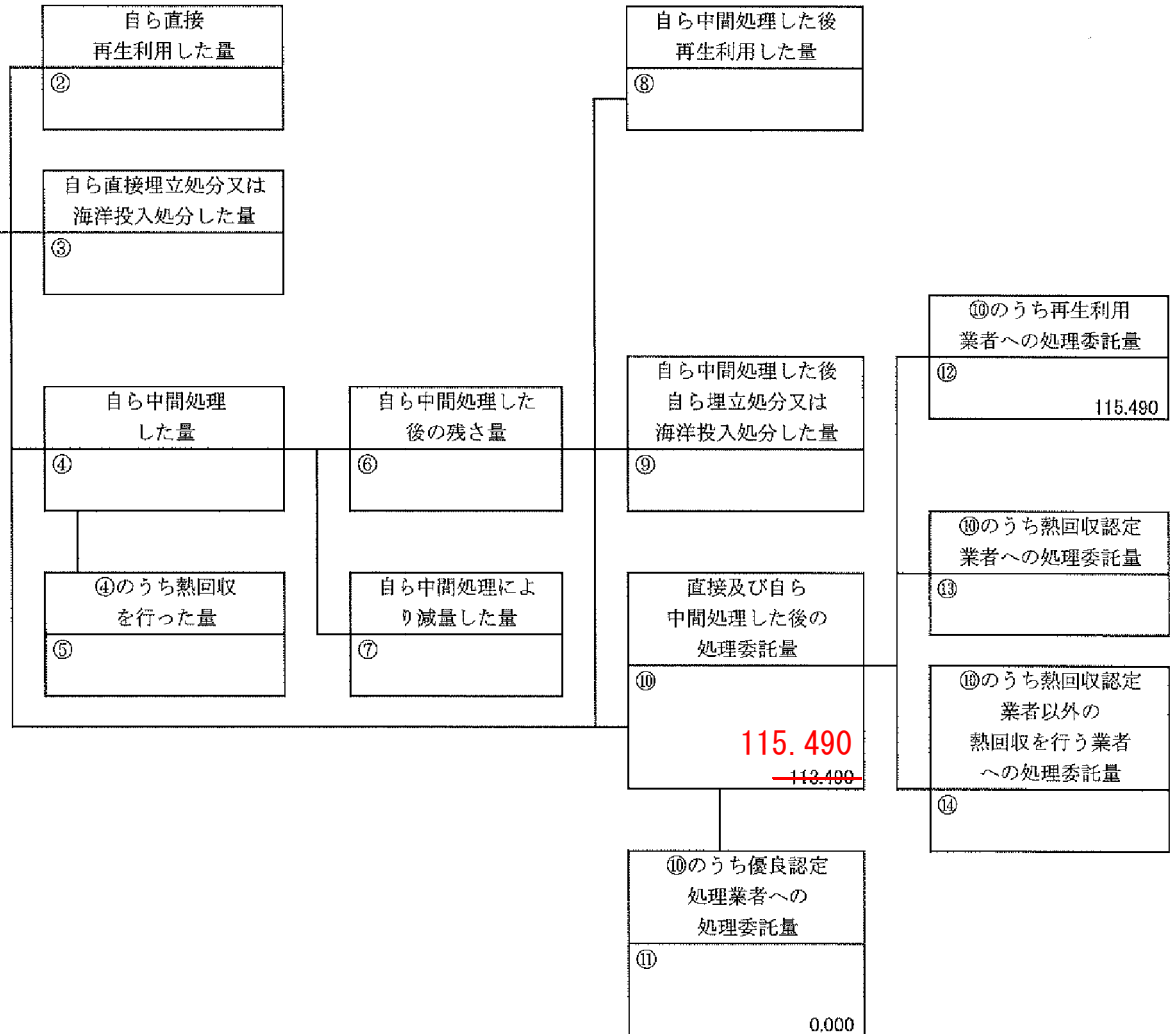 自ら直接
再生利用した量
②
自ら中間処理した後
再生利用した量
⑧
自ら直接埋立処分又は
海洋投入処分した量
③
⑩のうち再生利用
業者への処理委託量
⑫
115.490
自ら中間処理
した量
④
自ら中間処理した
後の残さ量
⑥
自ら中間処理した後
自ら埋立処分又は
海洋投入処分した量
⑨
⑩のうち熱回収認定
業者への処理委託量
⑬
④のうち熱回収
を行った量
⑤
自ら中間処理によ
り減量した量
⑦
直接及び自ら
中間処理した後の
処理委託量
⑩
115.490
113.490
⑩のうち熱回収認定
業者以外の
熱回収を行う業者
への処理委託量
⑭
⑩のうち優良認定
処理業者への
処理委託量
⑪
0.000